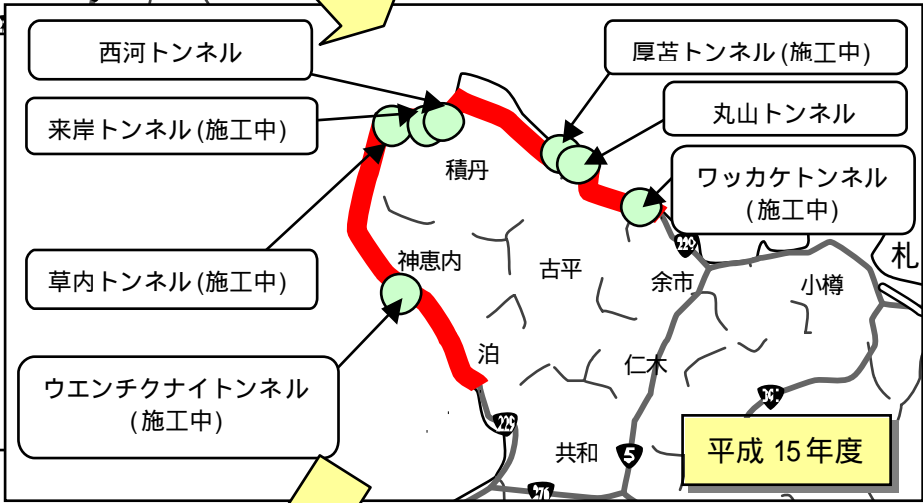 西河トンネル
厚苫トンネル(施工中)
来岸トンネル(施工中)
丸山トンネル
積丹
ワッカケトンネル
(施工中)
229
札
草内トンネル(施工中)
神恵内
古平
余市
小樽
泊
仁木
ウエンチクナイトンネル
(施工中)
229
共和
5
平成 15年度
276